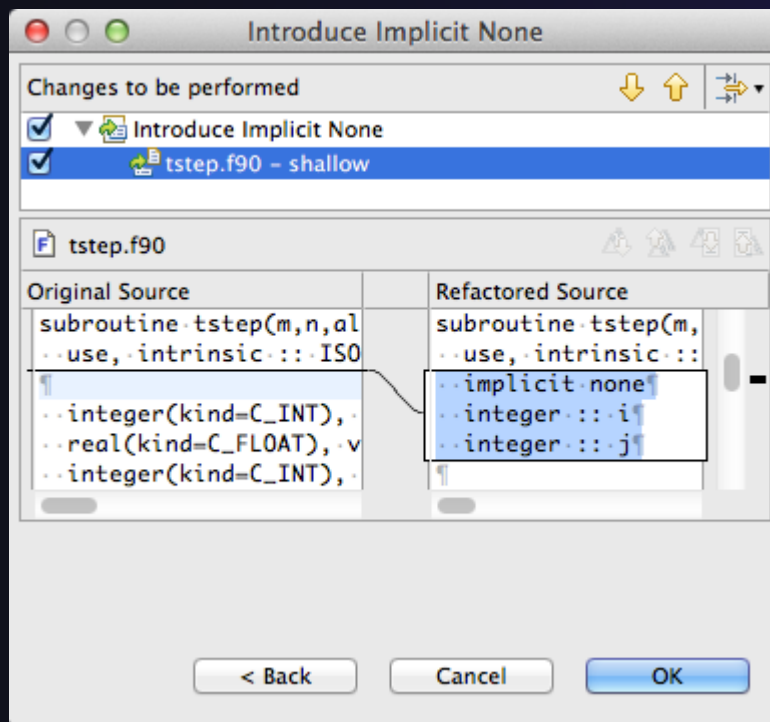 Introduce Implicit None
Changes to be performed
Introduce Implicit None
tstep.f90 – shallow
tstep.f90
Original Source
subroutine·tstep(m,n,al
··use,·intrinsic·::·ISO
¶
··integer(kind=C_INT),·
··real(kind=C_FLOAT),·v
··integer(kind=C_INT),·
Refactored Source
subroutine·tstep(m,
··use,·intrinsic·::
··implicit·none¶
··integer·::·i¶
··integer·::·j¶
¶
< Back
Cancel
OK